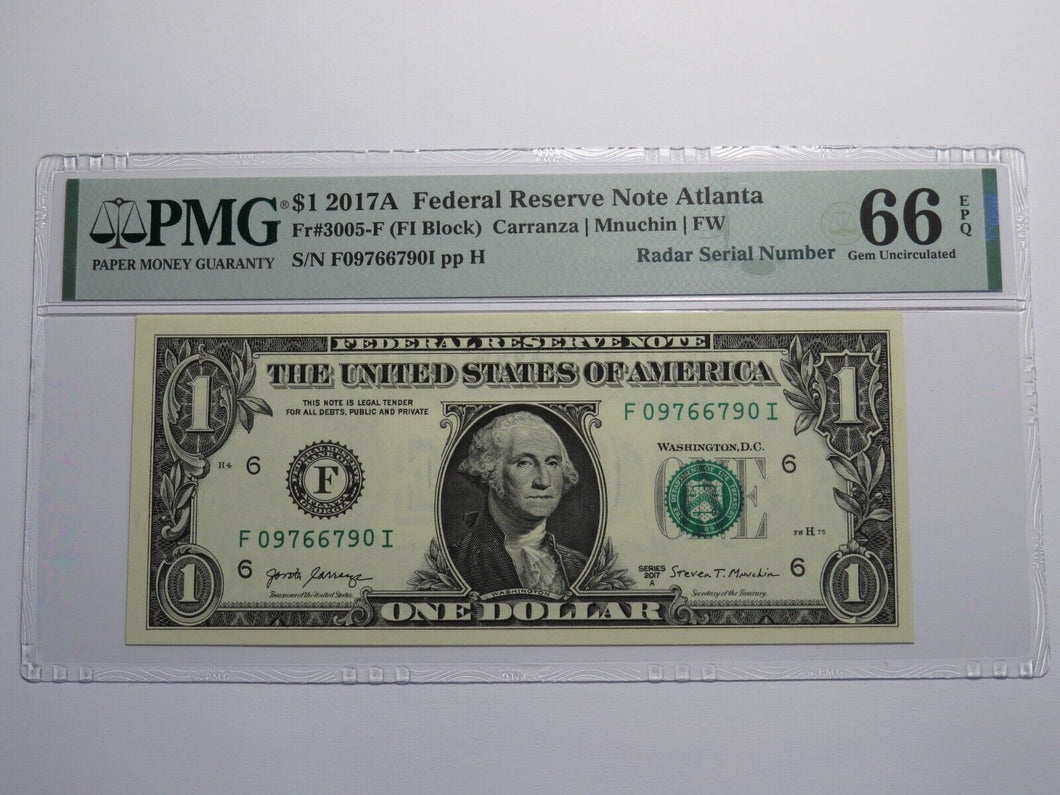 PMG®
PAPER MONEY GUARANTY
$1 2017A Federal Reserve Note Atlanta
Fr#3005-F (FI Block) Carranza | Mnuchin | FW
S/N F09766790I pp H
Radar Serial Number
66
EPQ
Gem Uncirculated
FEDERAL RESERVE NOTE
THE UNITED STATES OF AMERICA
1
1
THIS NOTE IS LEGAL TENDER
FOR ALL DEBTS, PUBLIC AND PRIVATE
F 09766790 I
WASHINGTON, D.C.
H 4
6
F
ONE
6
FW H 75
F 09766790 I
6
Treasurer of the United States.
SERIES
2017
A
Steven T. Mnuchin
Secretary of the Treasury.
6
WASHINGTON
1
ONE DOLLAR
1